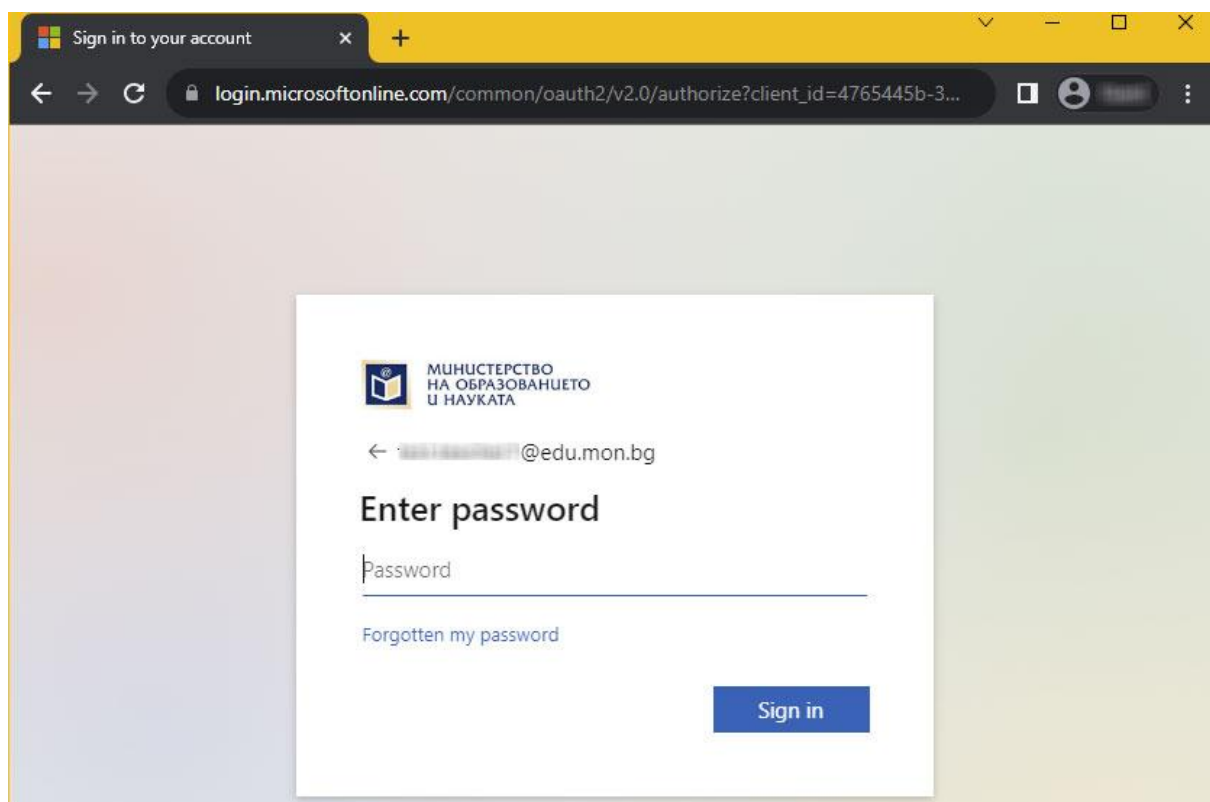 Sign in to your account
login.microsoftonline.com/common/oauth2/v2.0/authorize?client_id=4765445b-3...
МИНИСТЕРСТВО
НА ОБРАЗОВАНИЕТО
И НАУКАТА
@edu.mon.bg
Enter password
Password
Forgotten my password
Sign in